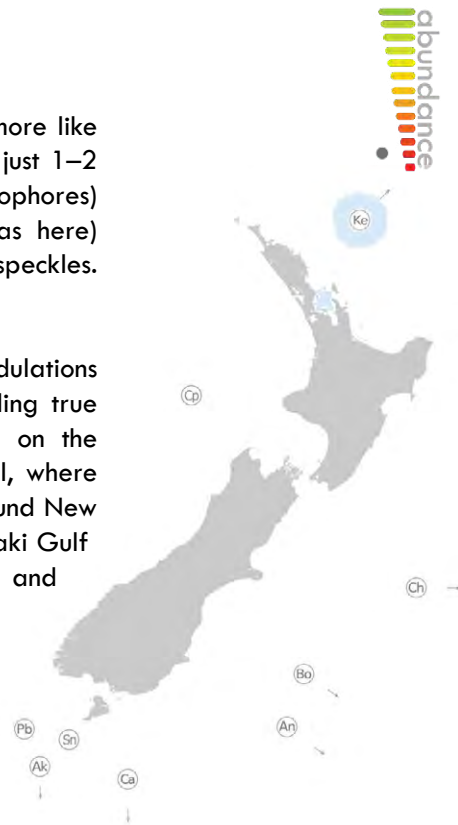 abundance
more like
just 1–2
ophores)
as here)
speckles.
dulations
ding true
on the
l, where
und New
aki Gulf
and
Ke
Cp
Ch
Bo
An
Pb
Sn
Ak
Ca